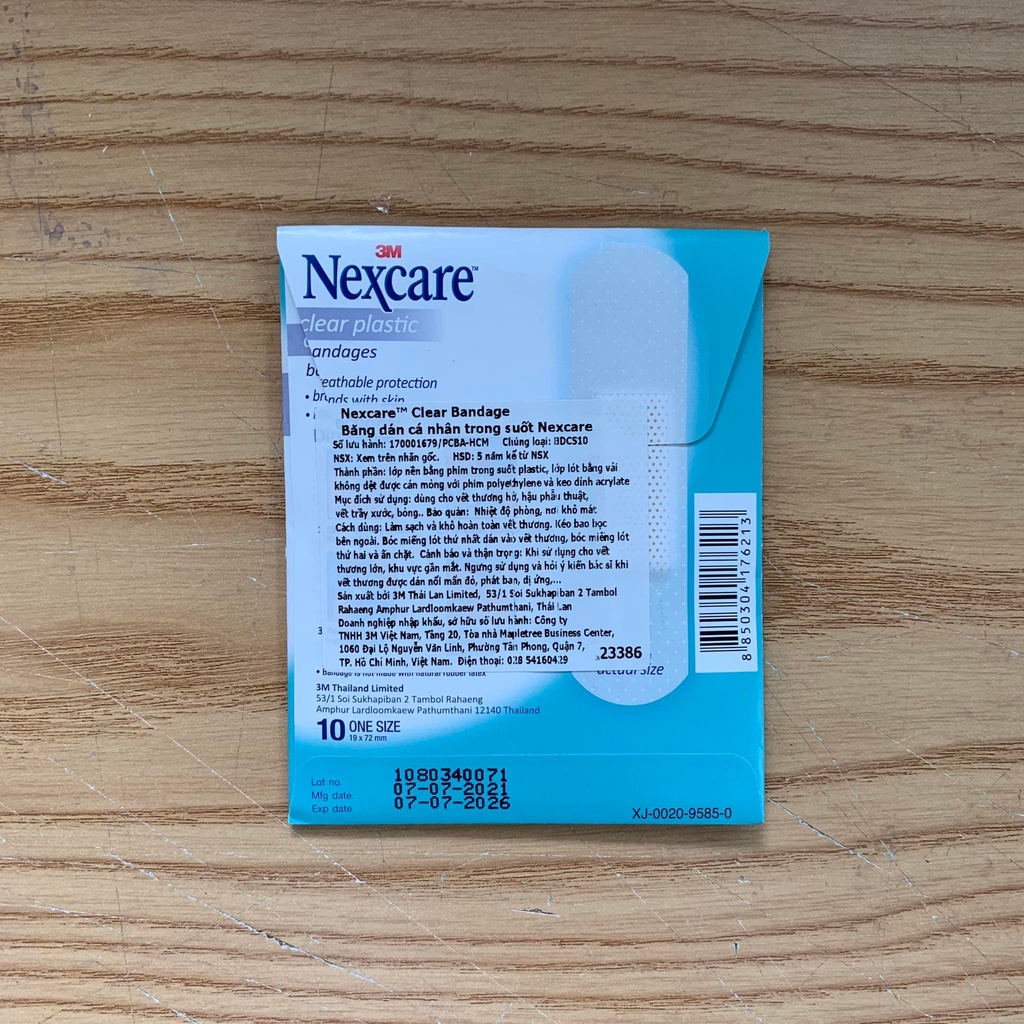 3M
Nexcare™
clear plastic
andages
eathable protection
nds with skin
Nexcare™ Clear Bandage
Băng dán cá nhân trong suốt Nexcare
Số lưu hành: 170001679/PCBA-HCM Chủng loại: BDCS10
NSX: Xem trên nhãn gốc. HSD: 5 năm kể từ NSX
Thành phần: lớp nền bằng phim trong suốt plastic, lớp lót bằng vải
không dệt được cán mỏng với phim polyethylene và keo dính acrylate
Mục đích sử dụng: dùng cho vết thương hở, hậu phẫu thuật,
vết trầy xước, bỏng.. Bảo quản: Nhiệt độ phòng, nơi khô mát
Cách dùng: Làm sạch và khô hoàn toàn vết thương. Kéo bao bọc
bên ngoài. Bóc miếng lót thứ nhất dán vào vết thương, bóc miếng lót
thứ hai và ấn chặt. Cảnh báo và thận trọng: Khi sử dụng cho vết
thương lớn, khu vực gần mắt. Ngưng sử dụng và hỏi ý kiến bác sĩ khi
vết thương được dán nổi mẩn đỏ, phát ban, dị ứng,...
Sản xuất bởi 3M Thái Lan Limited, 53/1 Soi Sukhapiban 2 Tambol
Rahaeng Amphur Lardloomkaew Pathumthani, Thái Lan
Doanh nghiệp nhập khẩu, sở hữu số lưu hành: Công ty
TNHH 3M Việt Nam, Tầng 20, Tòa nhà Mapletree Business Center,
1060 Đại Lộ Nguyễn Văn Linh, Phường Tân Phong, Quận 7,
TP. Hồ Chí Minh, Việt Nam. Điện thoại: 028 54160429
23386
actual size
• Bandage is not made with natural rubber latex
3M Thailand Limited
53/1 Soi Sukhapiban 2 Tambol Rahaeng
Amphur Lardloomkaew Pathumthani 12140 Thailand
10 ONE SIZE
19 x 72 mm
8 850304 176213
Lot no. 1080340071
Mfg date. 07-07-2021
Exp date. 07-07-2026
XJ-0020-9585-0